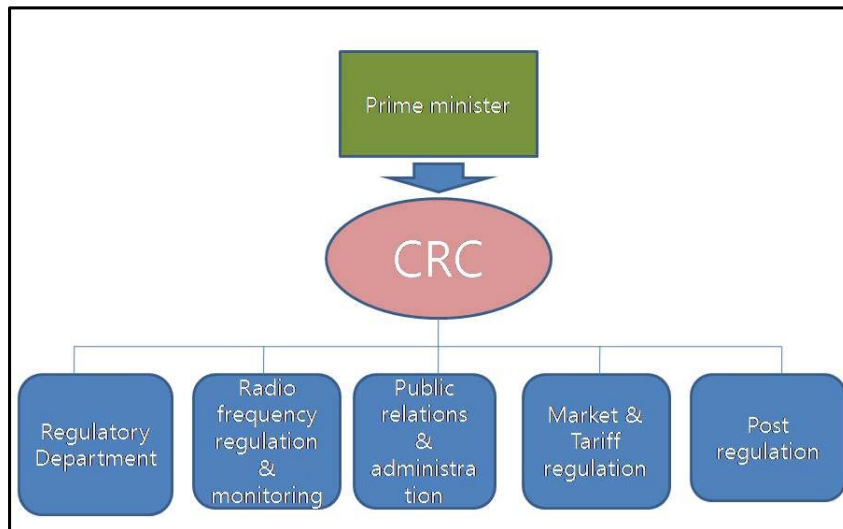 Prime minister
CRC
Regulatory
Department
Radio
frequency
regulation
&
monitoring
Public
relations
&
administra
tion
Market &
Tariff
regulation
Post
regulation